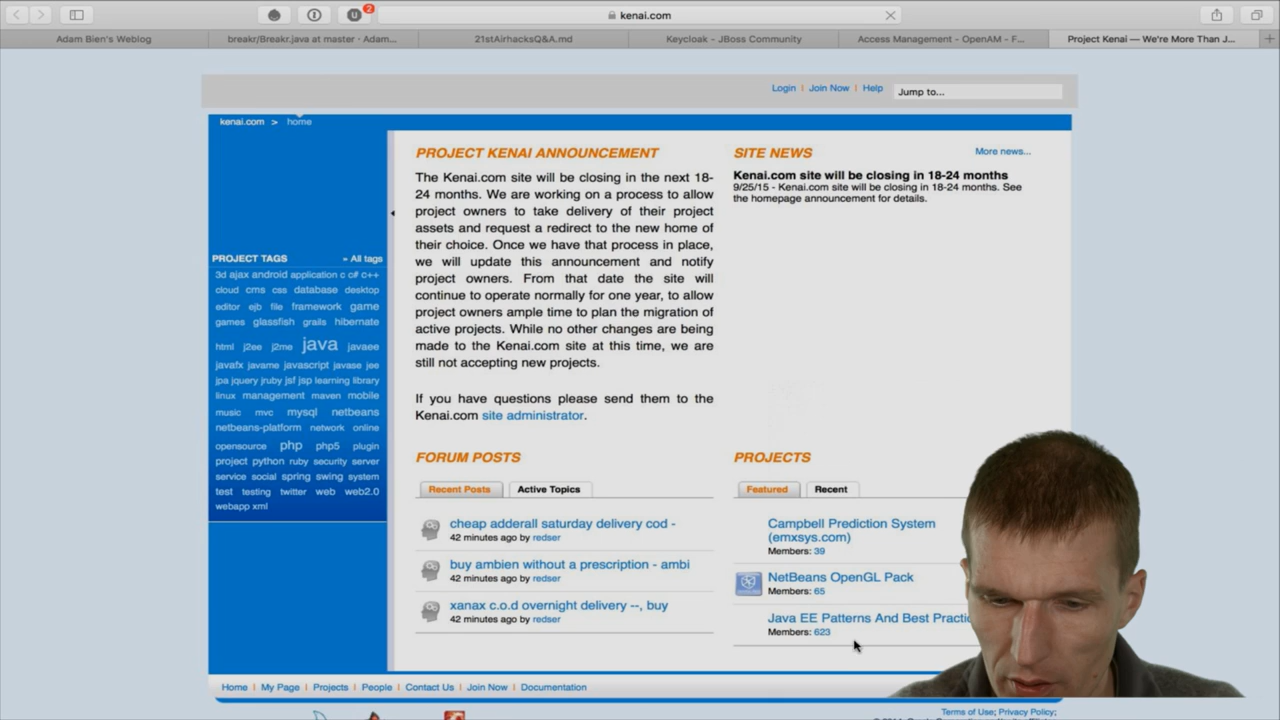 2
kenai.com
Adam Bien's Weblog
breakr/Breakr.java at master · Adam...
21stAirhacksQ&A.md
Keycloak - JBoss Community
Access Management - OpenAM - F...
Project Kenai — We're More Than J...
Login | Join Now | Help
Jump to...
kenai.com > home
PROJECT KENAI ANNOUNCEMENT
The Kenai.com site will be closing in the next 18-
24 months. We are working on a process to allow
project owners to take delivery of their project
assets and request a redirect to the new home of
their choice. Once we have that process in place,
we will update this announcement and notify
project owners. From that date the site will
continue to operate normally for one year, to allow
project owners ample time to plan the migration of
active projects. While no other changes are being
made to the Kenai.com site at this time, we are
still not accepting new projects.
If you have questions please send them to the
Kenai.com site administrator.
SITE NEWS
More news...
Kenai.com site will be closing in 18-24 months
9/25/15 - Kenai.com site will be closing in 18-24 months. See
the homepage announcement for details.
PROJECT TAGS
» All tags
3d ajax android application c c# c++
cloud cms css database desktop
editor ejb file framework game
games glassfish grails hibernate
html j2ee j2me java javaee
javafx javame javascript javase jee
jpa jquery jruby jsf jsp learning library
linux management maven mobile
music mvc mysql netbeans
netbeans-platform network online
opensource php php5 plugin
project python ruby security server
service social spring swing system
test testing twitter web web2.0
webapp xml
FORUM POSTS
Recent Posts
Active Topics
cheap adderall saturday delivery cod -
42 minutes ago by redser
buy ambien without a prescription - ambi
42 minutes ago by redser
xanax c.o.d overnight delivery --, buy
42 minutes ago by redser
PROJECTS
Featured
Recent
Campbell Prediction System
(emxsys.com)
Members: 39
NetBeans OpenGL Pack
Members: 65
Java EE Patterns And Best Practic
Members: 623
Home | My Page | Projects | People | Contact Us | Join Now | Documentation
Terms of Use; Privacy Policy;